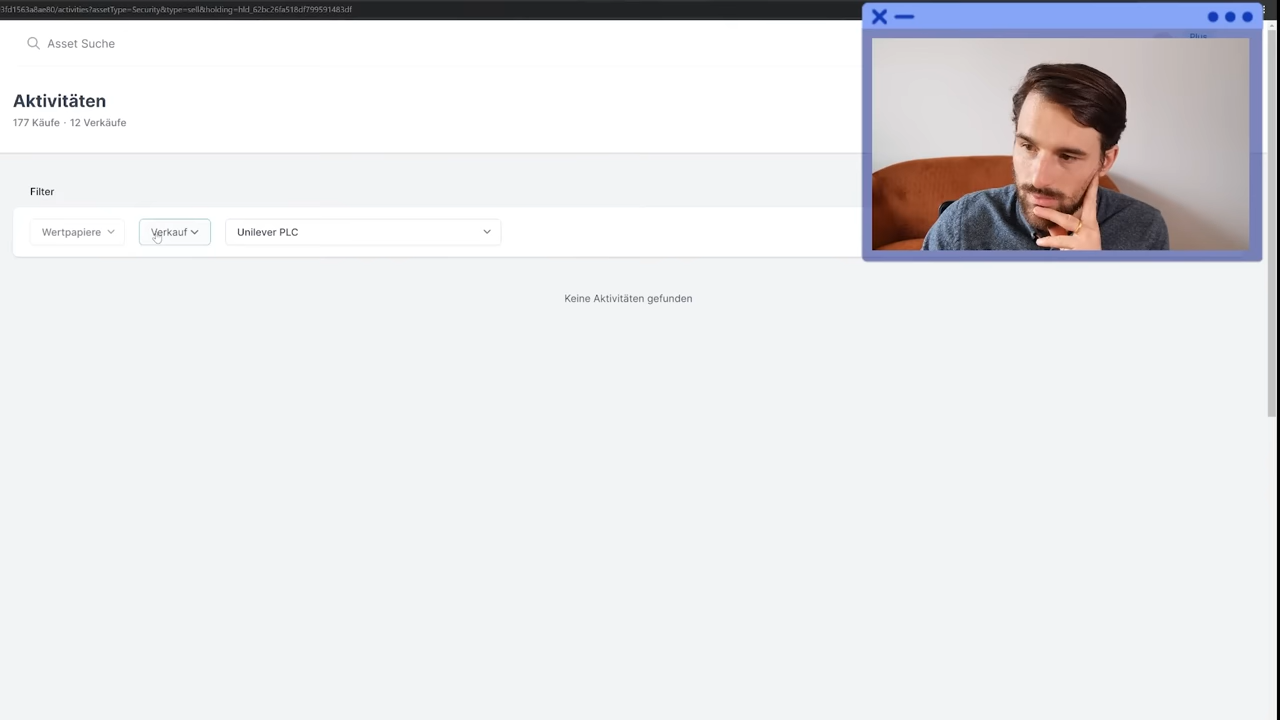 3fd1563a8ae80/activities?assetType=Security&type=sell&holding=hld_62bc26fa518df799591483df
Asset Suche
Plus
Aktivitäten
177 Käufe · 12 Verkäufe
Filter
Wertpapiere
Verkauf
Unilever PLC
Keine Aktivitäten gefunden